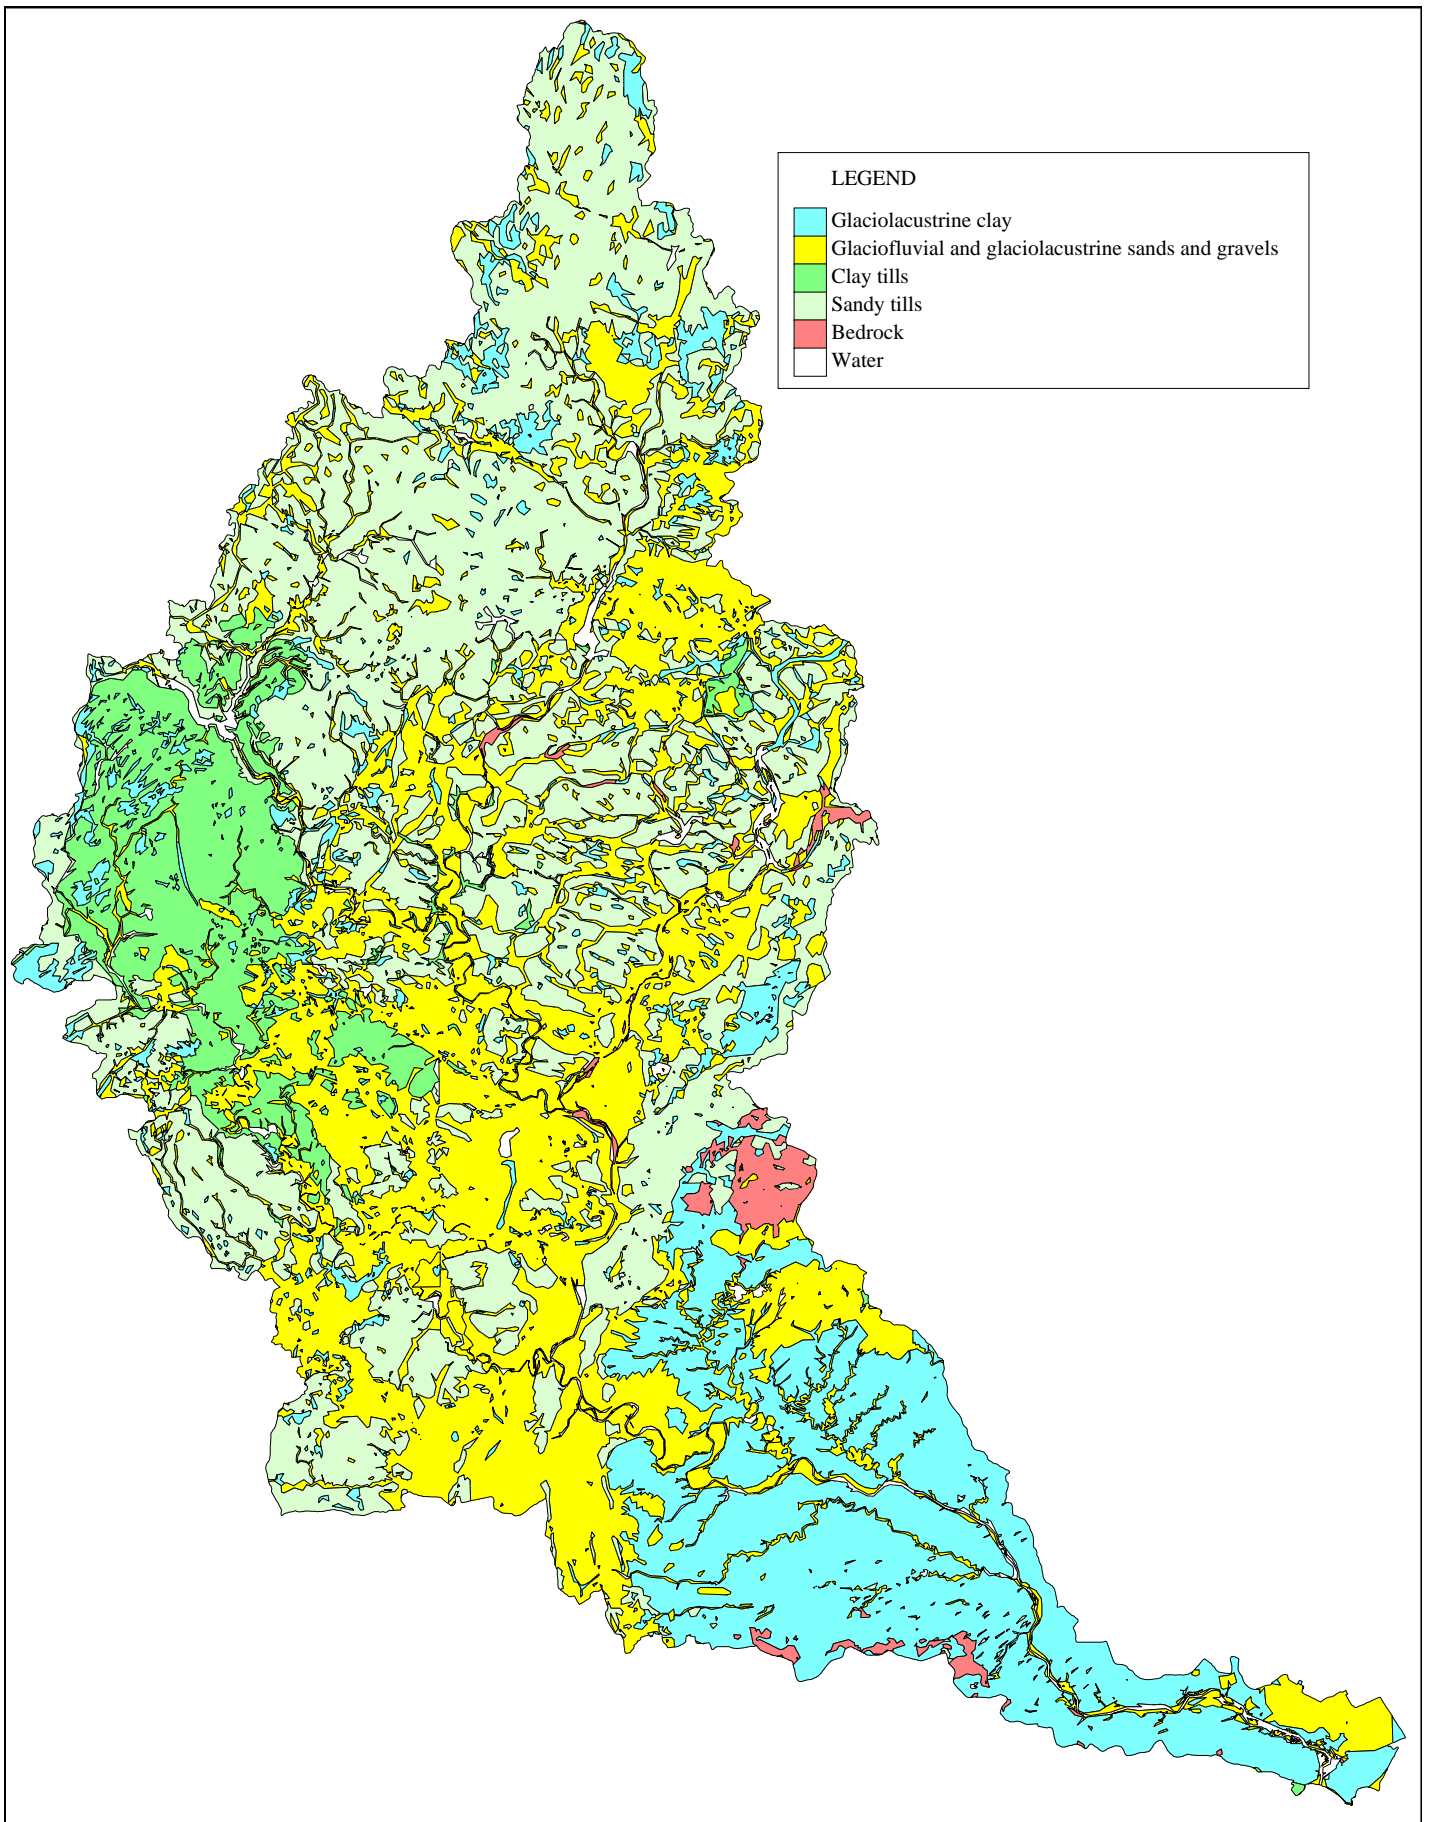 LEGEND
Glaciolacustrine clay
Glaciofluvial and glaciolacustrine sands and gravels
Clay tills
Sandy tills
Bedrock
Water